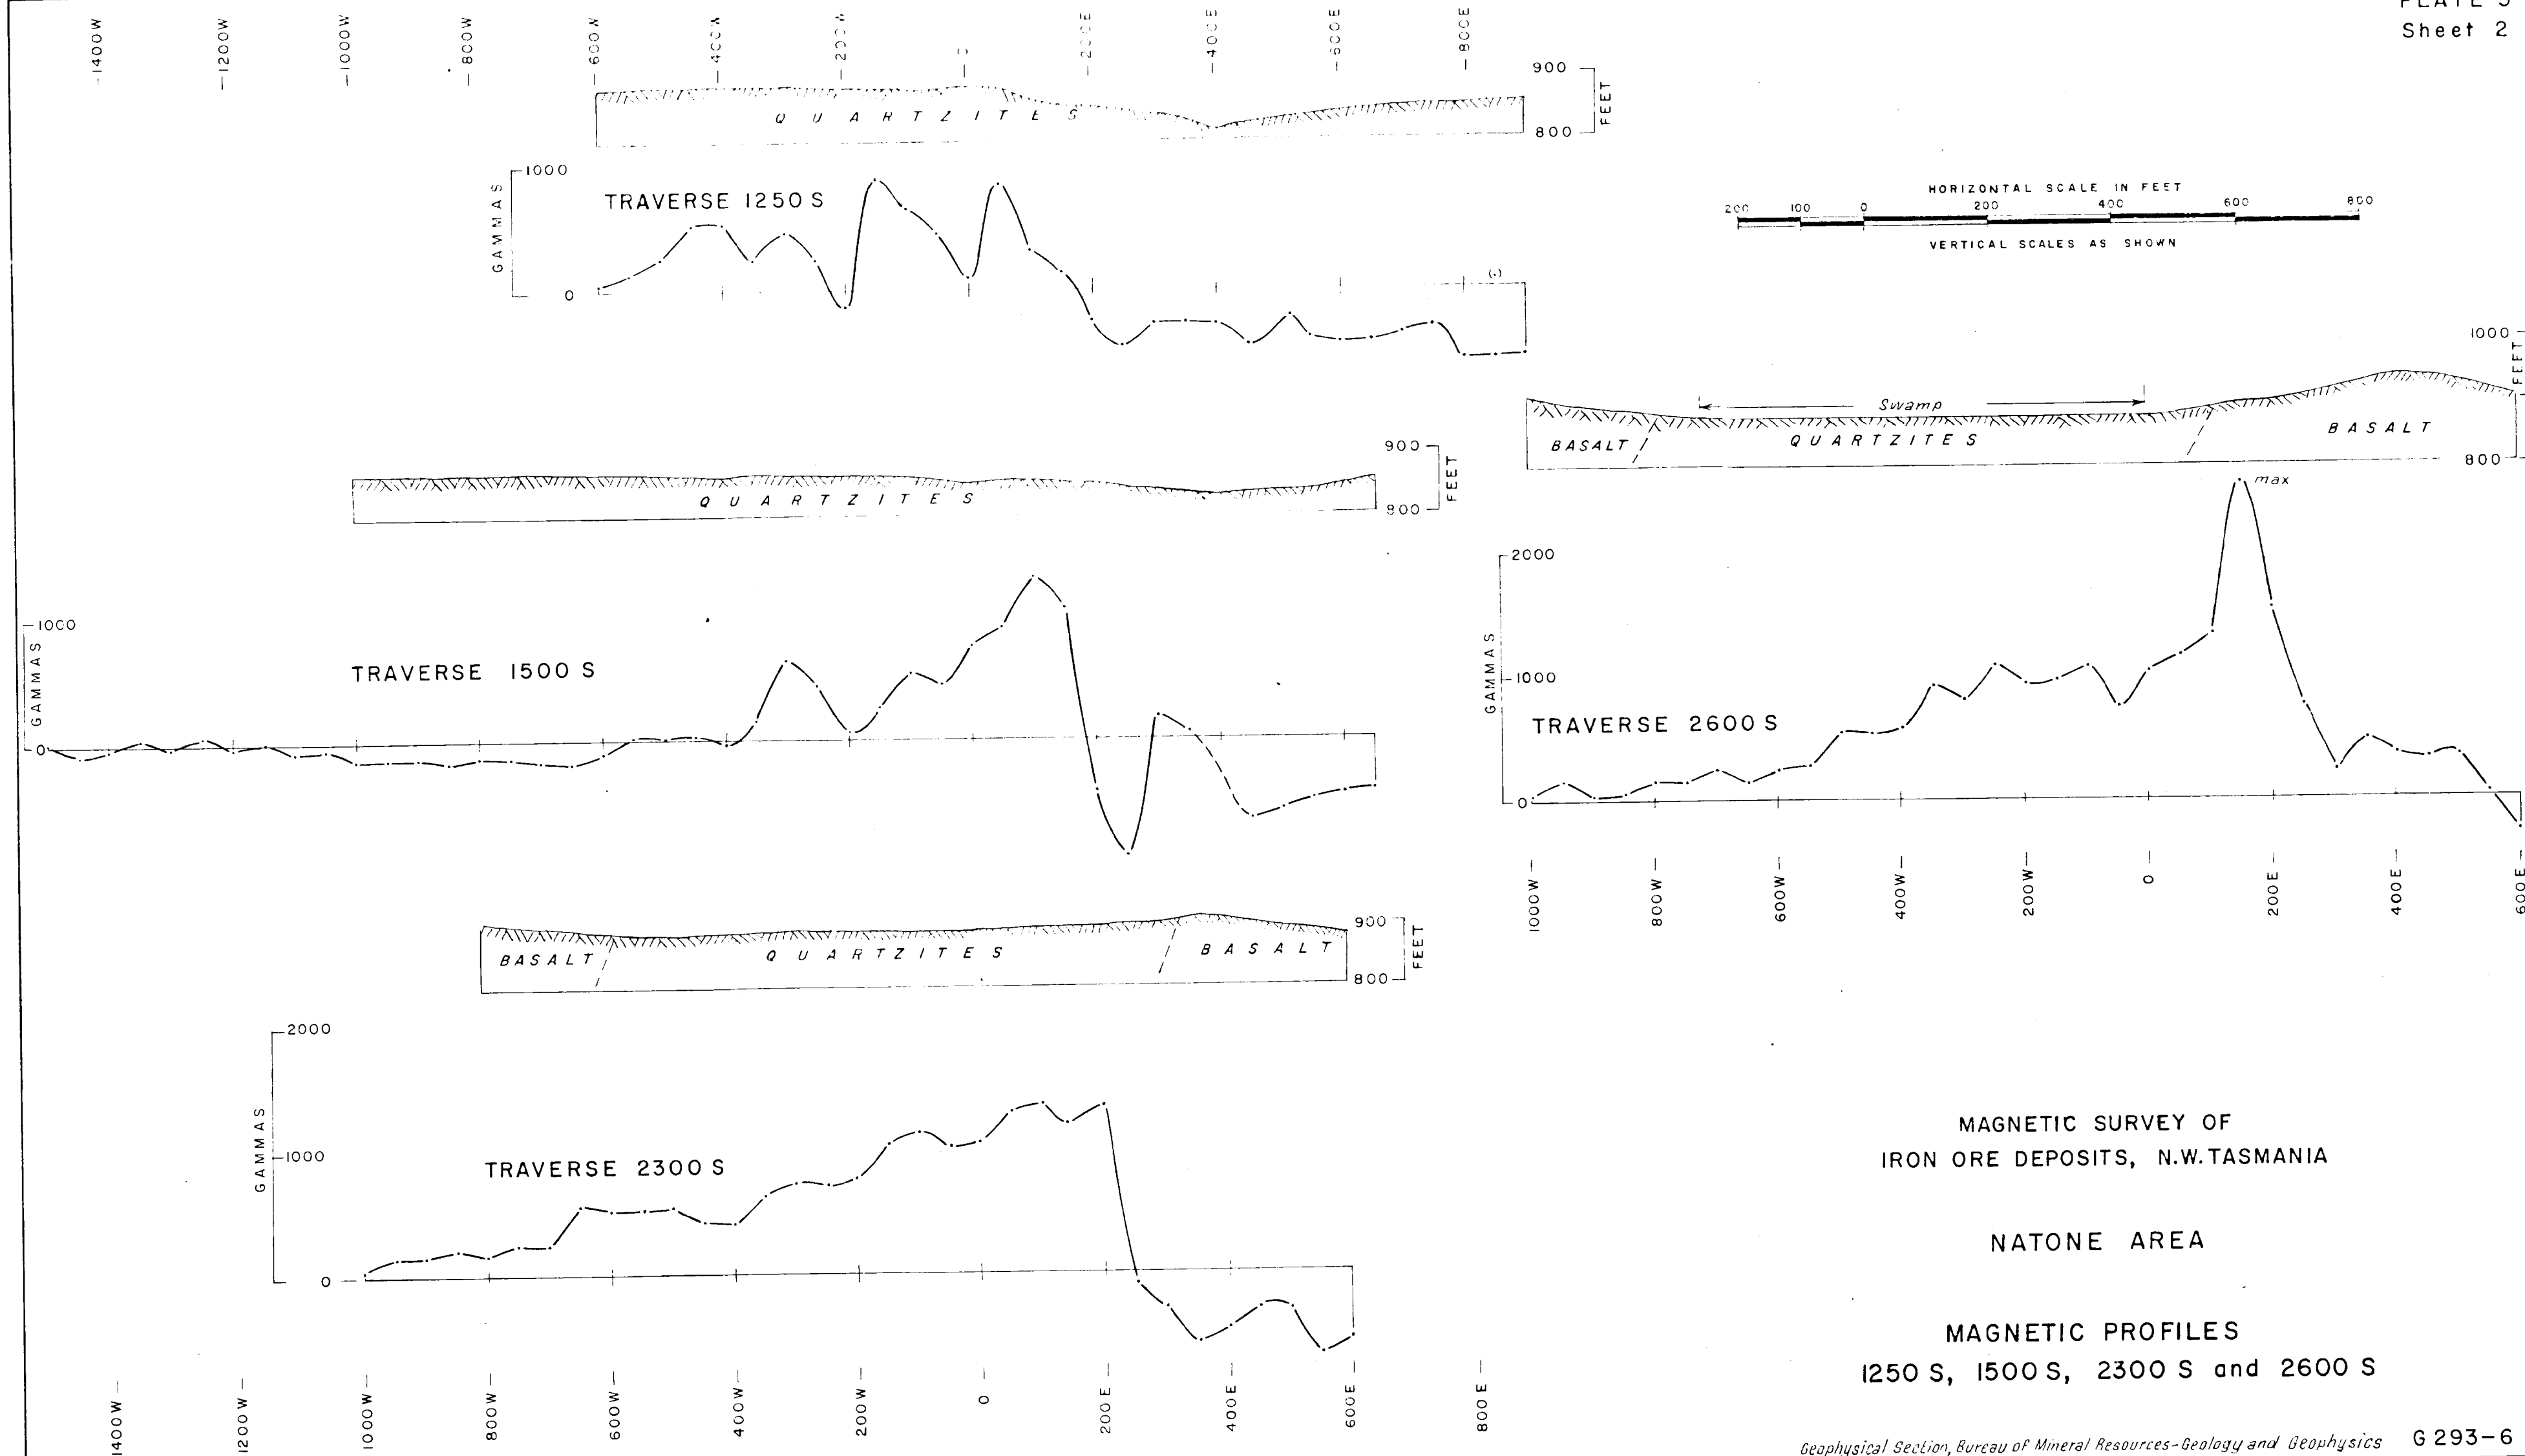 PLATE 5
Sheet 2
1400W 1200W 1000W 800W 600W 400W 200W 0 200E 400E 600E 800E
900
FEET
800
QUARTZITES
1000
GAMMAS
0
TRAVERSE 1250 S
HORIZONTAL SCALE IN FEET
200 100 0 200 400 600 800
VERTICAL SCALES AS SHOWN
1000
FEET
800
Swamp
BASALT QUARTZITES BASALT
900
FEET
800
QUARTZITES
max
2000
1000
GAMMAS
0
TRAVERSE 2600 S
1000W 800W 600W 400W 200W 0 200E 400E 600E
1000
GAMMAS
0
TRAVERSE 1500 S
900
FEET
800
BASALT QUARTZITES BASALT
2000
1000
GAMMAS
0
TRAVERSE 2300 S
1400W 1200W 1000W 800W 600W 400W 200W 0 200E 400E 600E 800E
MAGNETIC SURVEY OF
IRON ORE DEPOSITS, N.W. TASMANIA
NATONE AREA
MAGNETIC PROFILES
1250 S, 1500 S, 2300 S and 2600 S
Geophysical Section, Bureau of Mineral Resources-Geology and Geophysics G 293-6